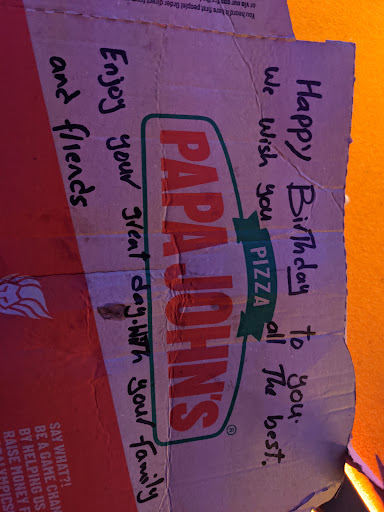 Happy Birthday to you.
We wish you all The best.
PIZZA
PAPA JOHN'S®
Enjoy your great day.With your family
and friends
SAY WHAT?!
BE A GAME
BY HELPING US
RAISE MONEY